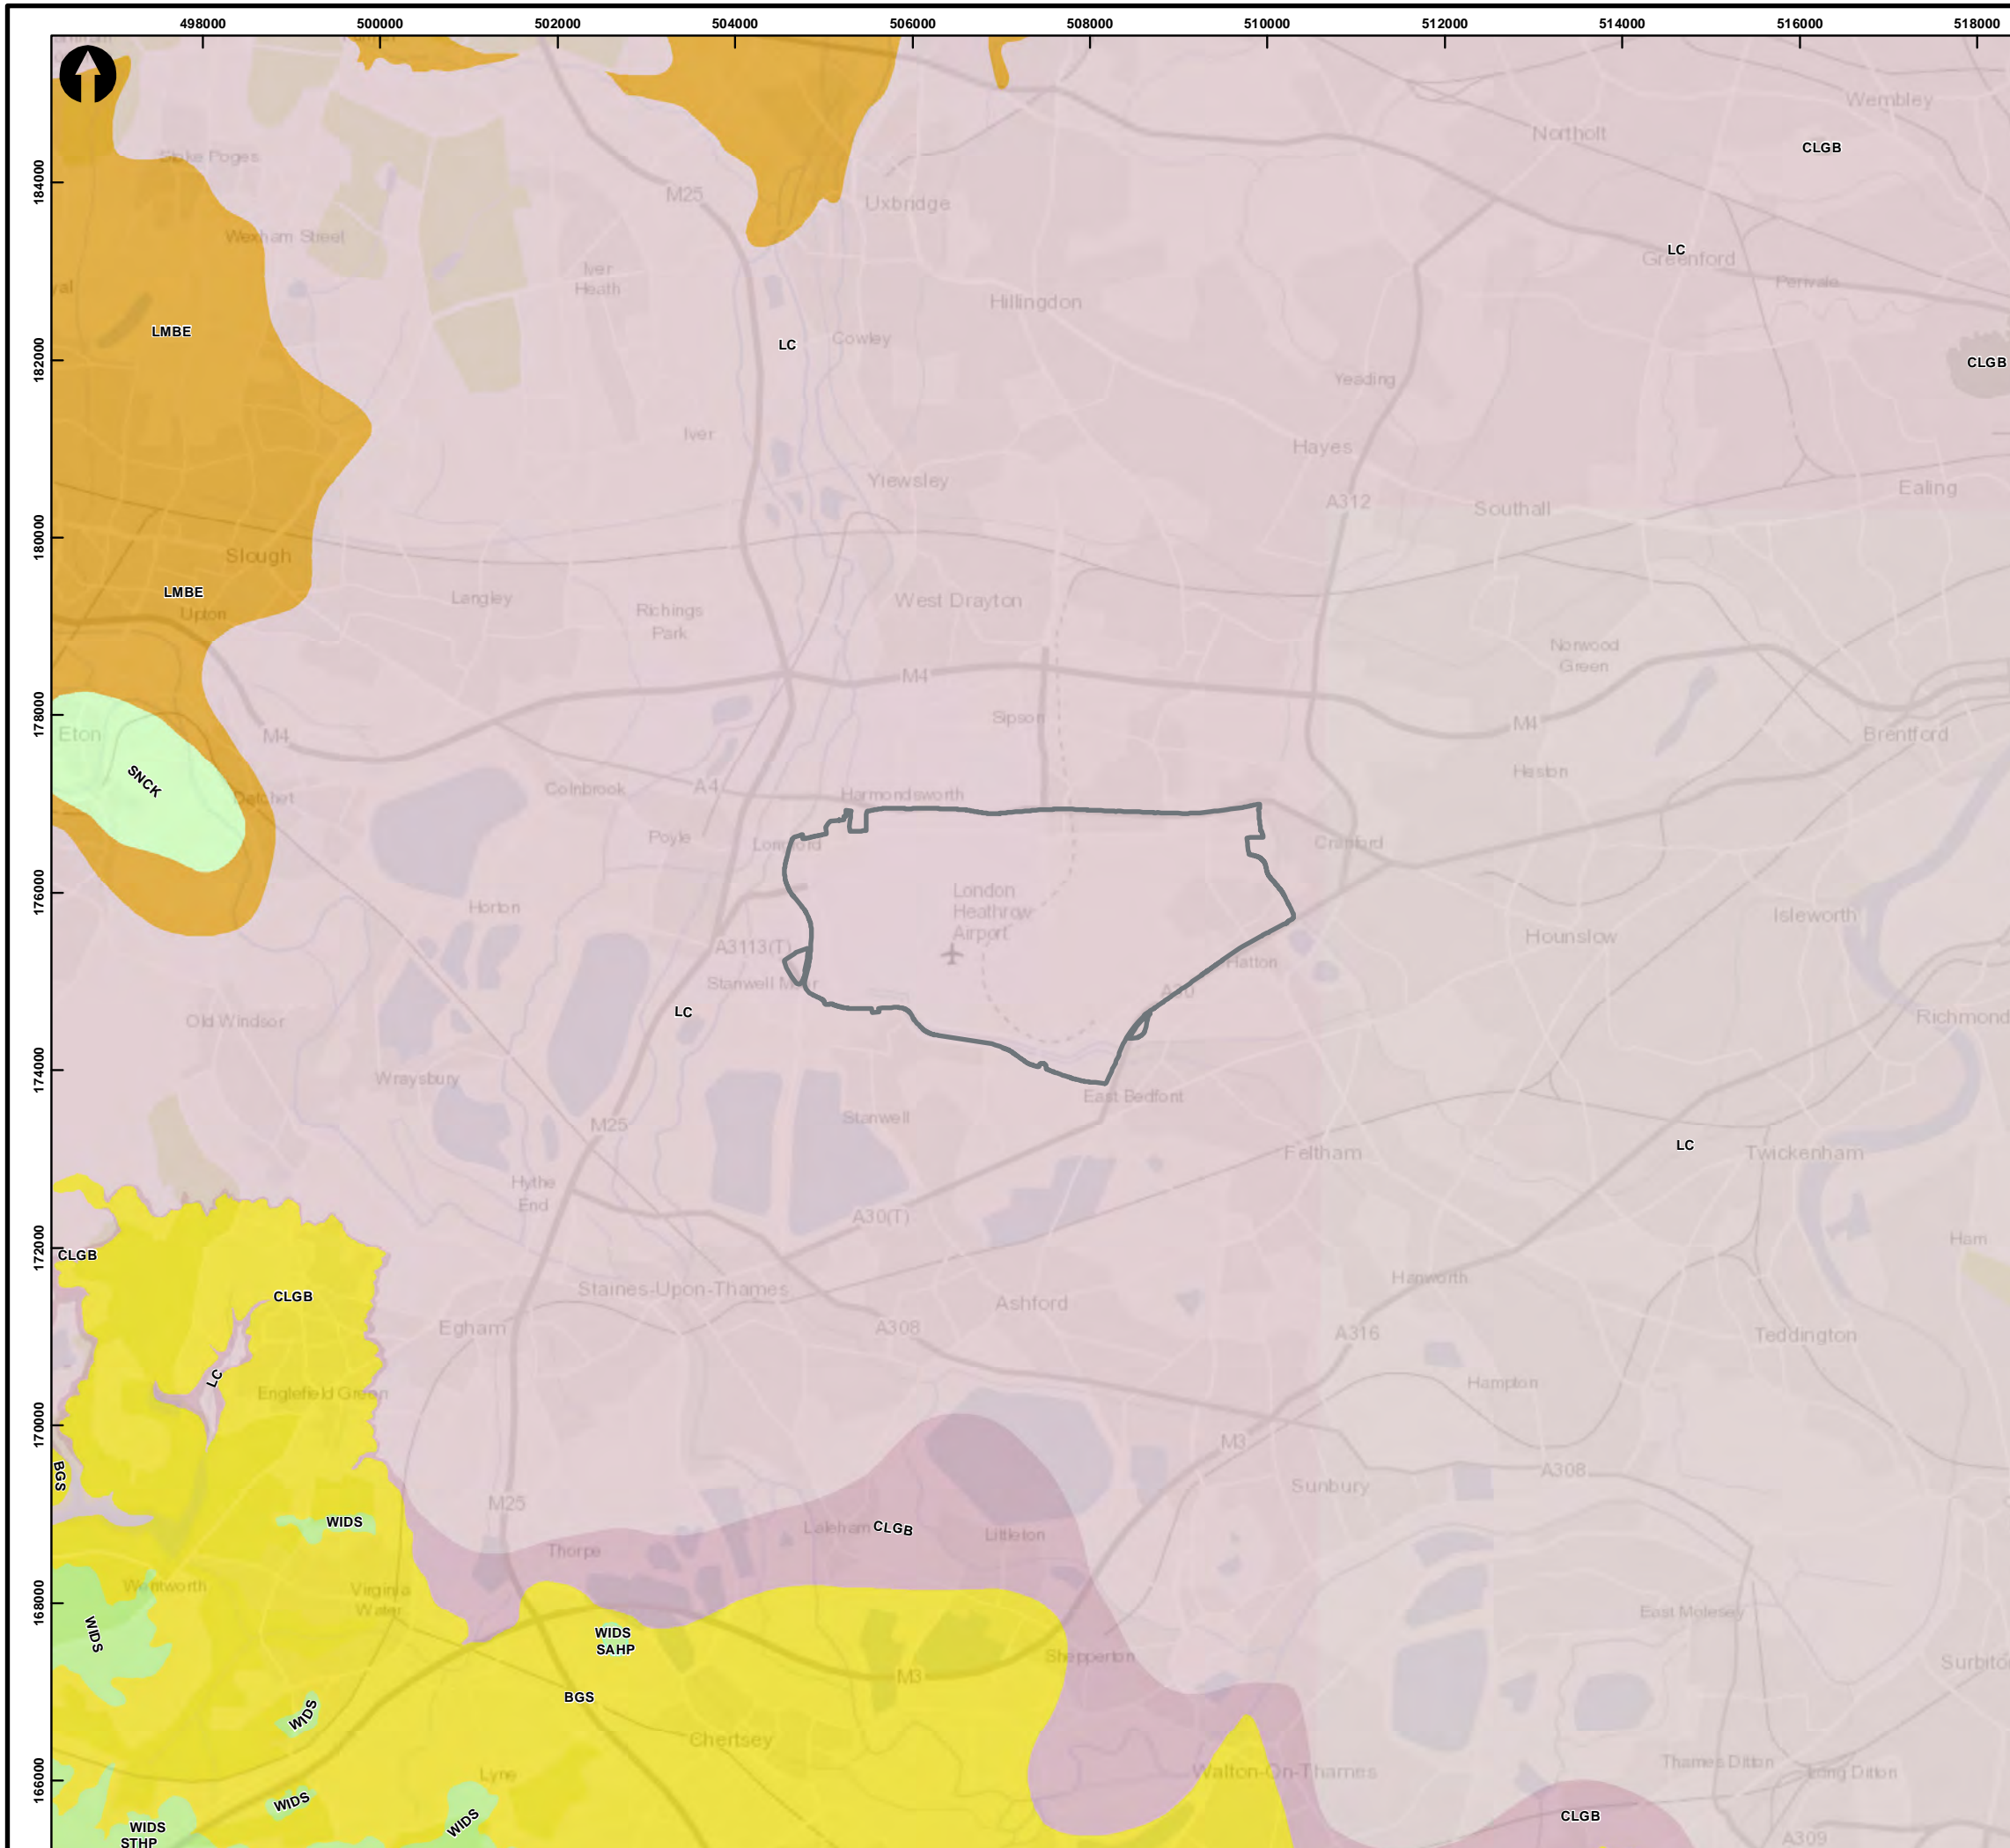 498000 500000 502000 504000 506000 508000 510000 512000 514000 516000 518000
184000
182000
180000
178000
176000
174000
172000
170000
168000
166000
Wembley
Northolt
CLGB
Stoke Poges
M25
Uxbridge
Wexham Street
LC
Greenford
Iver
Heath
Perivale
Hillingdon
LMBE
LC
Cowley
CLGB
Yeading
Iver
Hayes
Yiewsley
A312
Ealing
Southall
Slough
LMBE
Langley
West Drayton
Upton
Richings
Park
Norwood
Green
M4
Sipson
M4
Eton
M4
Brentford
SNCK
Heston
Datchet
Colnbrook
A4
Harmondsworth
Poyle
Longford
Cranford
London
Heathrow
Airport
Horton
Isleworth
Hounslow
A3113(T)
Hatton
Stanwell Moor
A30
LC
Old Windsor
Richmond
Wraysbury
East Bedfont
Stanwell
M25
LC
Feltham
Twickenham
Hythe
End
A30(T)
Ham
CLGB
Hanworth
CLGB
Staines-Upon-Thames
Ashford
Egham
A308
A316
Teddington
LC
Englefield Green
Hampton
M3
BGS
A308
Sunbury
M25
WIDS
Laleham
CLGB
Littleton
Thorpe
Wentworth
Virginia
Water
East Molesey
WIDS
WIDS
SAHP
Shepperton
M3
BGS
WIDS
Chertsey
Thames Ditton
Long Ditton
Lyne
Walton-On-Thames
WIDS
WIDS
CLGB
WIDS
STHP
A309